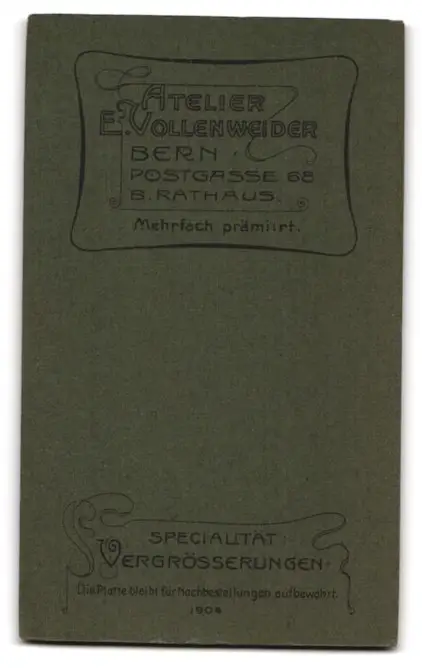 ATELIER
E. VOLLENWEIDER
BERN
POSTGASSE 68
B. RATHAUS.
Mehrfach prämiirt.
SPECIALITÄT
VERGRÖSSERUNGEN
Die Platte bleibt für Nachbestellungen aufbewahrt.
1904